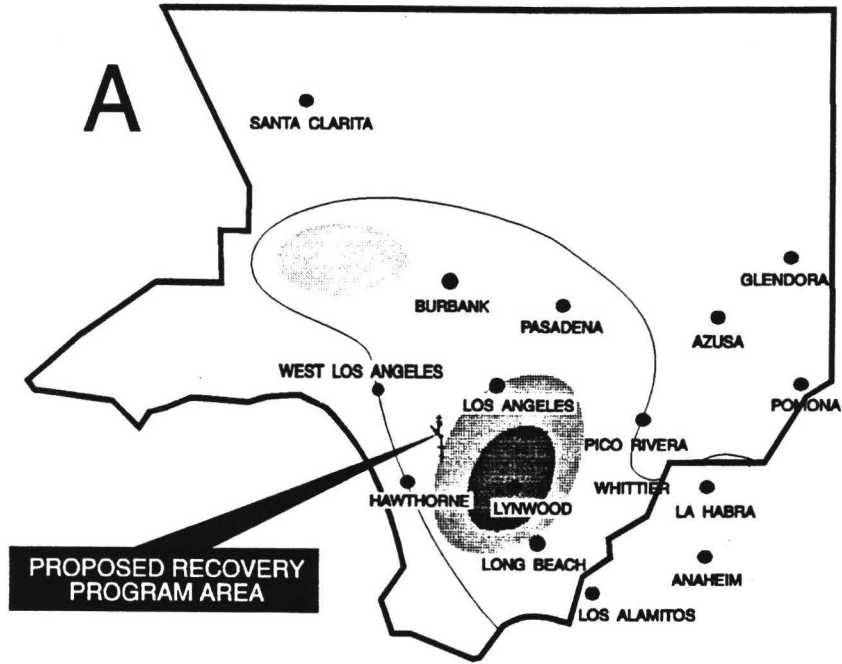 A
SANTA CLARITA
GLENDORA
BURBANK
PASADENA
AZUSA
WEST LOS ANGELES
LOS ANGELES
POMONA
PICO RIVERA
HAWTHORNE
LYNWOOD
WHITTIER
LA HABRA
LONG BEACH
ANAHEIM
LOS ALAMITOS
PROPOSED RECOVERY
PROGRAM AREA